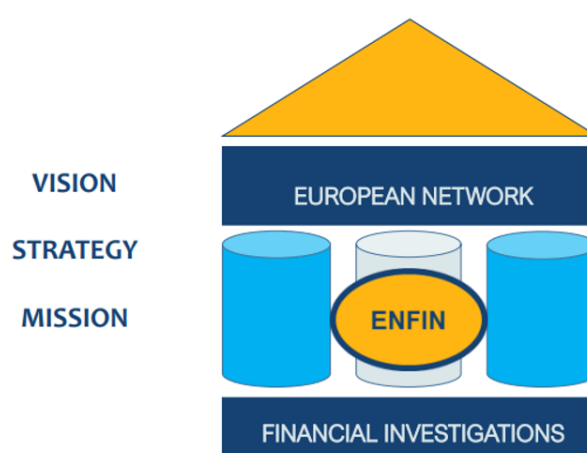 VISION
STRATEGY
MISSION
EUROPEAN NETWORK
ENFIN
FINANCIAL INVESTIGATIONS